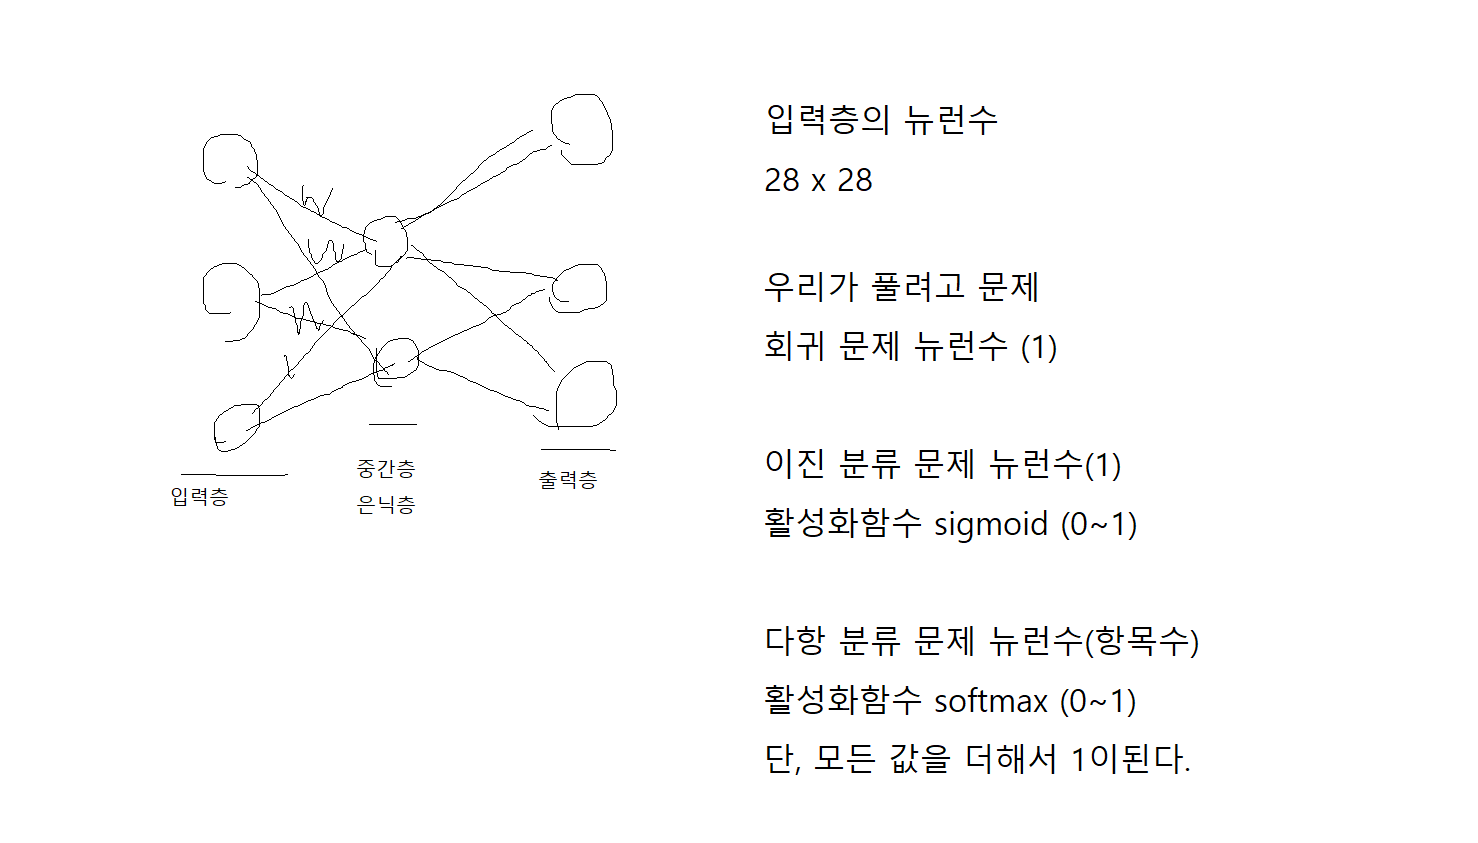 입력층의 뉴런수
28 x 28
우리가 풀려고 문제
회귀 문제 뉴런수 (1)
이진 분류 문제 뉴런수(1)
활성화함수 sigmoid (0~1)
다항 분류 문제 뉴런수(항목수)
활성화함수 softmax (0~1)
단, 모든 값을 더해서 1이된다.
w
w
w
중간층
은닉층
입력층
출력층